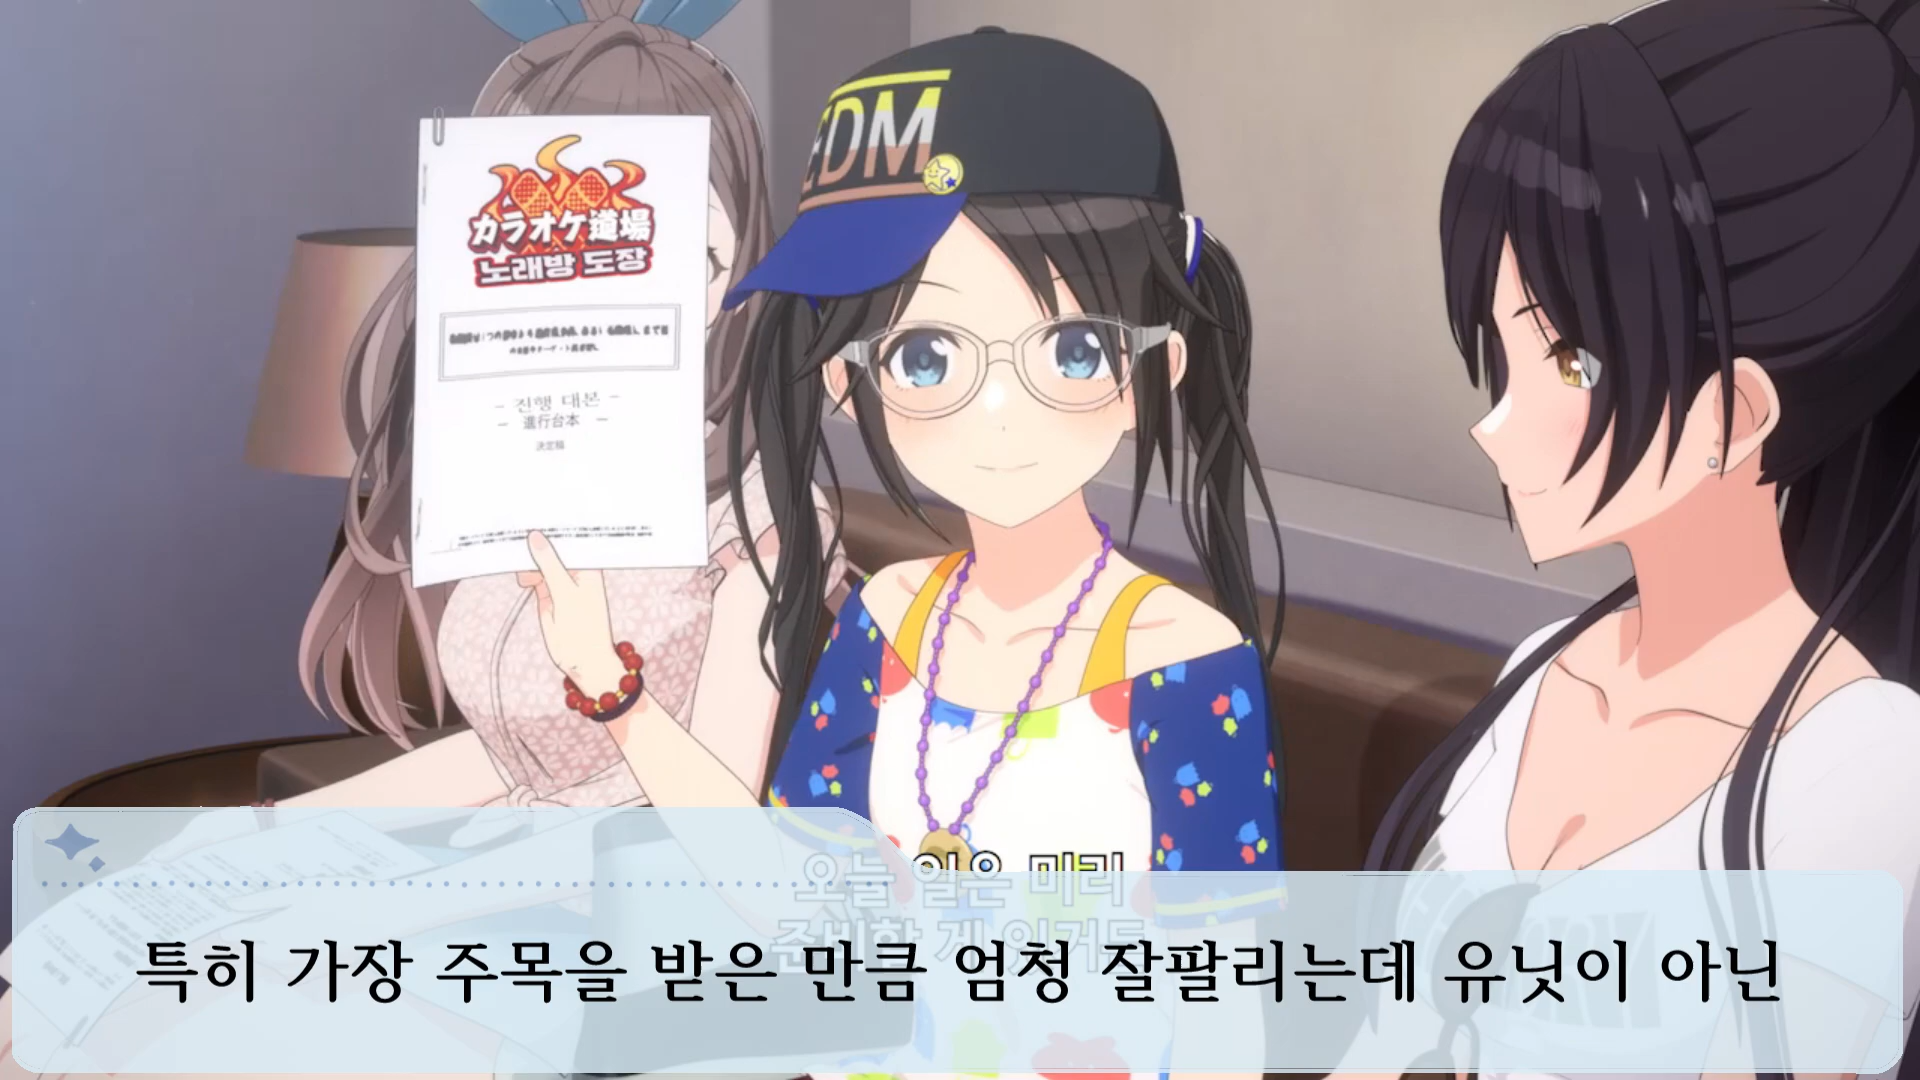 EDM
カラオケ道場
노래방 도장
- 진행 대본 -
- 進行台本 -
決定稿
오늘 일은 미리
준비한 게 있거든
특히 가장 주목을 받은 만큼 엄청 잘팔리는데 유닛이 아닌